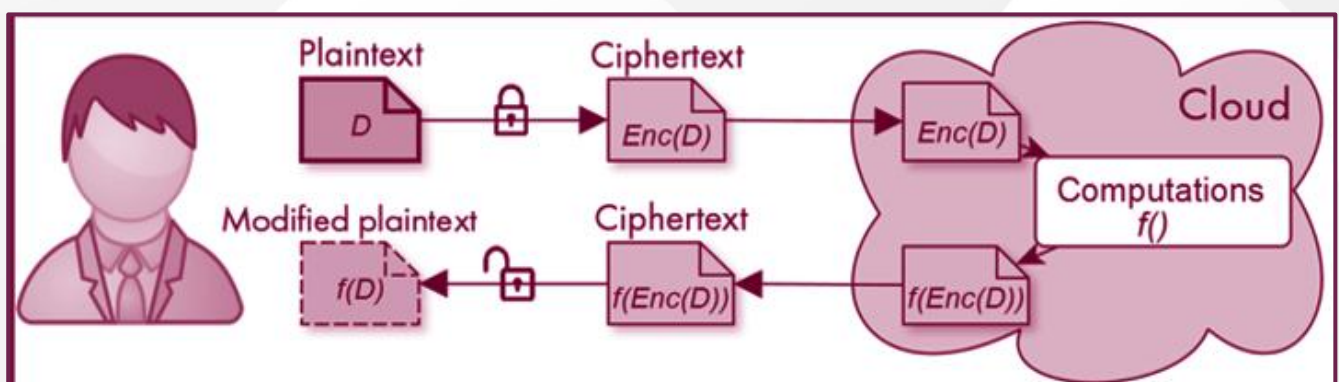 Plaintext
Ciphertext
Cloud
D
Enc(D)
Enc(D)
Computations
f()
Modified plaintext
Ciphertext
f(D)
f(Enc(D))
f(Enc(D))